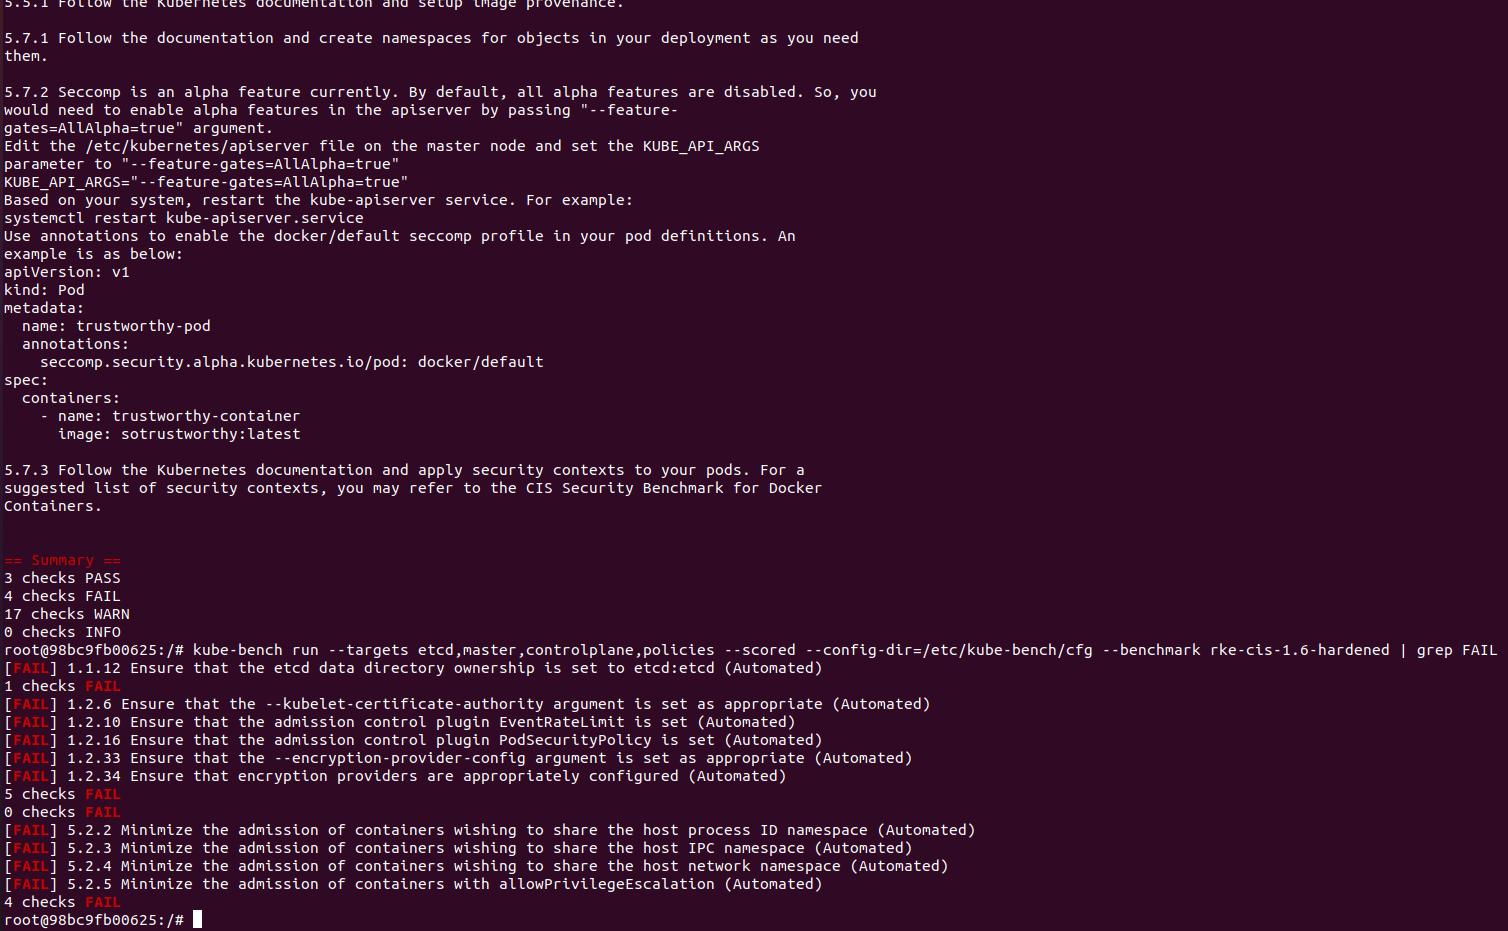 5.5.1 Follow the Kubernetes documentation and setup image provenance.
5.7.1 Follow the documentation and create namespaces for objects in your deployment as you need
them.
5.7.2 Seccomp is an alpha feature currently. By default, all alpha features are disabled. So, you
would need to enable alpha features in the apiserver by passing "--feature-
gates=AllAlpha=true" argument.
Edit the /etc/kubernetes/apiserver file on the master node and set the KUBE_API_ARGS
parameter to "--feature-gates=AllAlpha=true"
KUBE_API_ARGS="--feature-gates=AllAlpha=true"
Based on your system, restart the kube-apiserver service. For example:
systemctl restart kube-apiserver.service
Use annotations to enable the docker/default seccomp profile in your pod definitions. An
example is as below:
apiVersion: v1
kind: Pod
metadata:
  name: trustworthy-pod
  annotations:
    seccomp.security.alpha.kubernetes.io/pod: docker/default
spec:
  containers:
    - name: trustworthy-container
      image: sotrustworthy:latest
5.7.3 Follow the Kubernetes documentation and apply security contexts to your pods. For a
suggested list of security contexts, you may refer to the CIS Security Benchmark for Docker
Containers.
== Summary ==
3 checks PASS
4 checks FAIL
17 checks WARN
0 checks INFO
root@98bc9fb00625:/# kube-bench run --targets etcd,master,controlplane,policies --scored --config-dir=/etc/kube-bench/cfg --benchmark rke-cis-1.6-hardened | grep FAIL
[FAIL] 1.1.12 Ensure that the etcd data directory ownership is set to etcd:etcd (Automated)
1 checks FAIL
[FAIL] 1.2.6 Ensure that the --kubelet-certificate-authority argument is set as appropriate (Automated)
[FAIL] 1.2.10 Ensure that the admission control plugin EventRateLimit is set (Automated)
[FAIL] 1.2.16 Ensure that the admission control plugin PodSecurityPolicy is set (Automated)
[FAIL] 1.2.33 Ensure that the --encryption-provider-config argument is set as appropriate (Automated)
[FAIL] 1.2.34 Ensure that encryption providers are appropriately configured (Automated)
5 checks FAIL
0 checks FAIL
[FAIL] 5.2.2 Minimize the admission of containers wishing to share the host process ID namespace (Automated)
[FAIL] 5.2.3 Minimize the admission of containers wishing to share the host IPC namespace (Automated)
[FAIL] 5.2.4 Minimize the admission of containers wishing to share the host network namespace (Automated)
[FAIL] 5.2.5 Minimize the admission of containers with allowPrivilegeEscalation (Automated)
4 checks FAIL
root@98bc9fb00625:/#